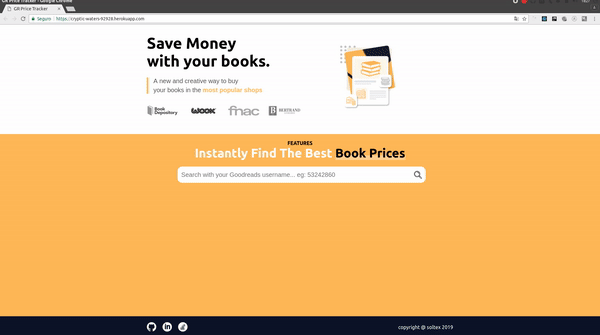 GR Price Tracker - Google Chrome
GR Price Tracker
Secure https://cryptic-waters-92928.herokuapp.com
Save Money
with your books.
A new and creative way to buy
your books in the most popular shops.
Book
Depository
WOOK
fnac
BERTRAND
FEATURES
Instantly Find The Best Book Prices
Search with your Goodreads username... eg: 53242860
copyright @ soltex 2019